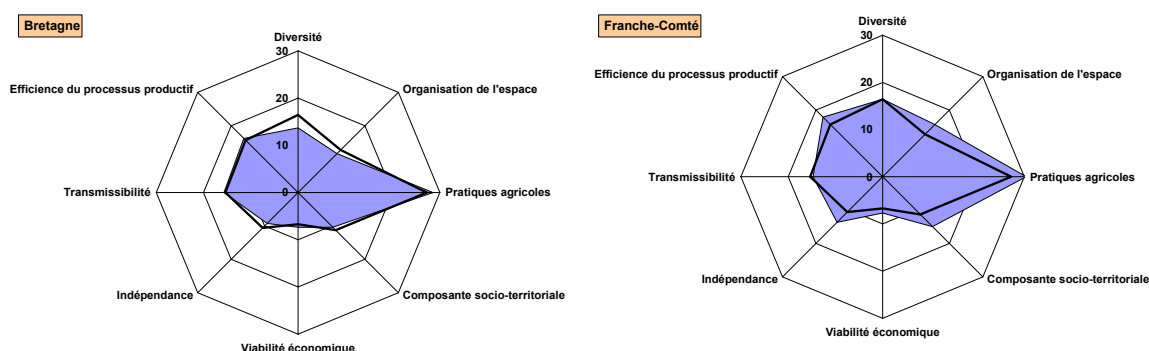 Bretagne
Diversité
30
Efficience du processus productif
Organisation de l'espace
20
10
Transmissibilité
0
Pratiques agricoles
Indépendance
Composante socio-territoriale
Viabilité économique
Franche-Comté
Diversité
30
Efficience du processus productif
Organisation de l'espace
20
10
Transmissibilité
0
Pratiques agricoles
Indépendance
Composante socio-territoriale
Viabilité économique